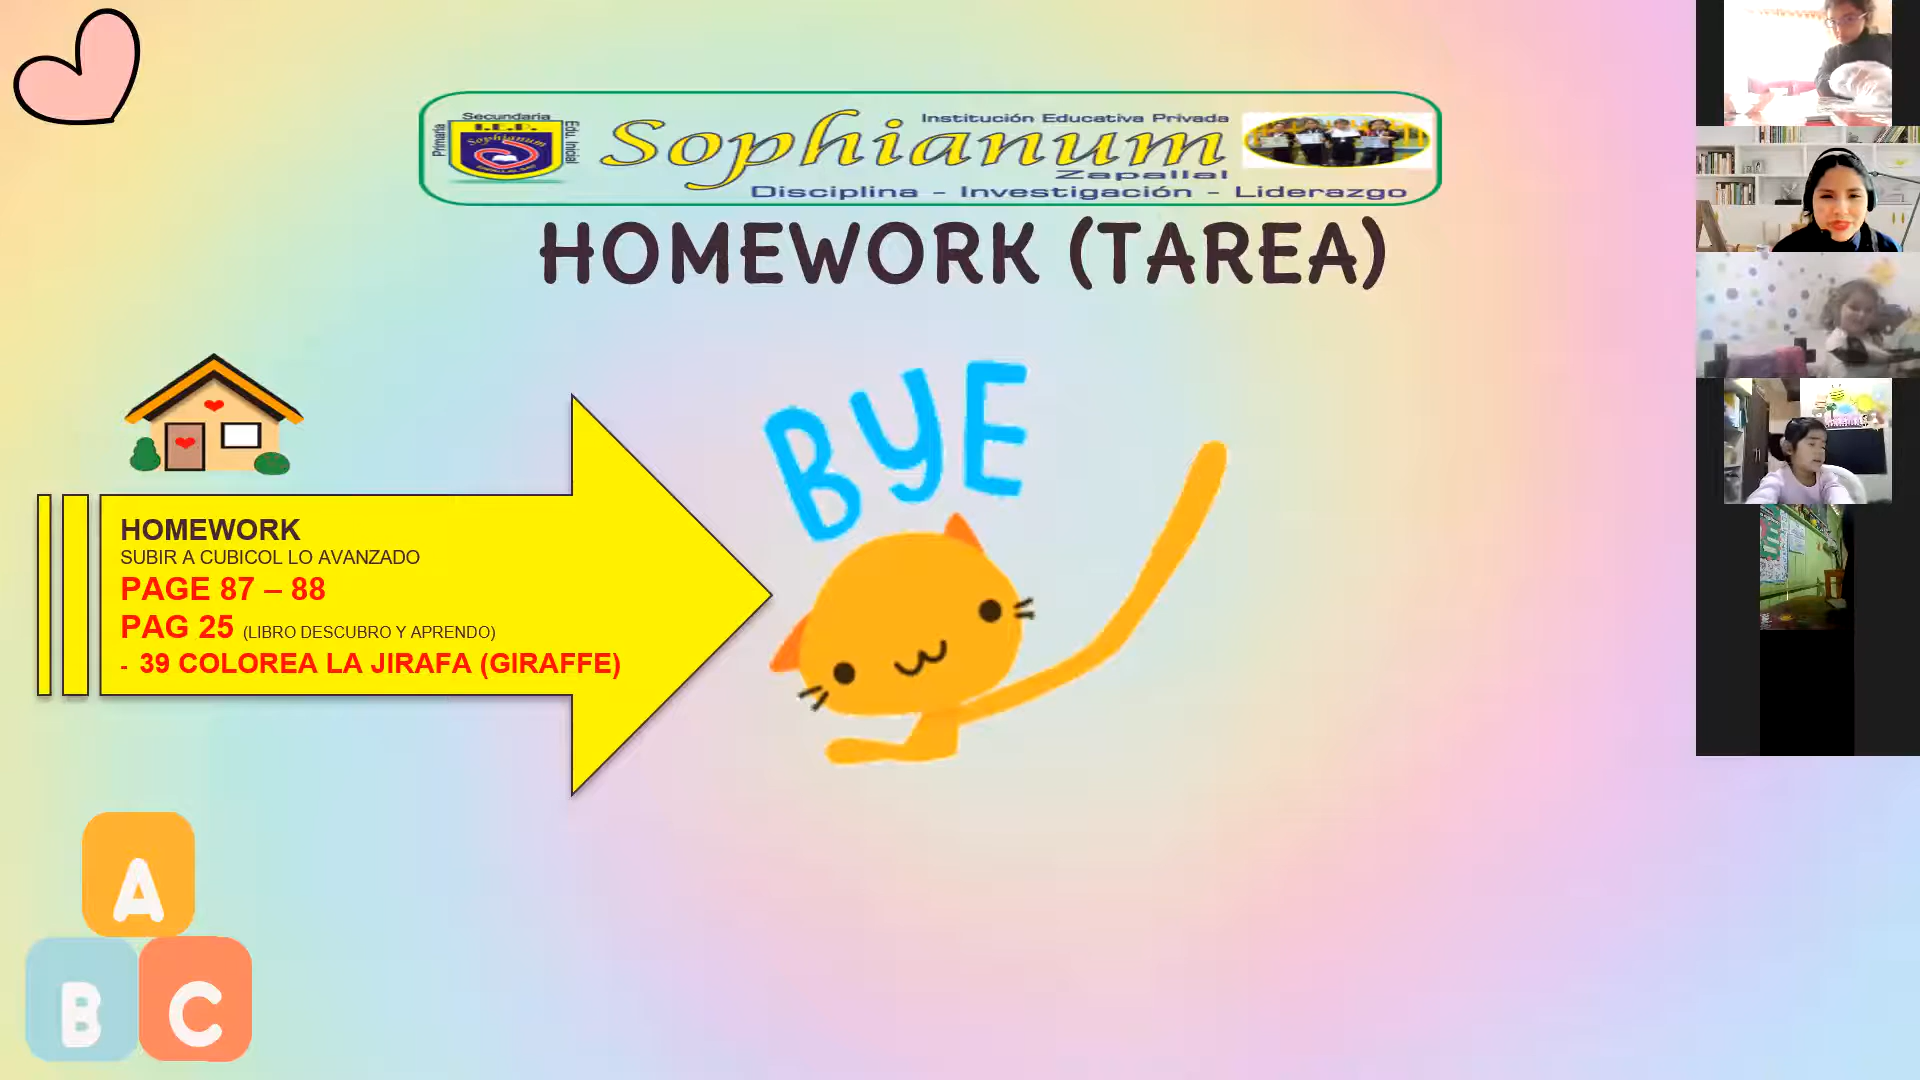 Secundaria
Primaria
Edu. Inicial
I.E.P.
Sophianum
Institución Educativa Privada
Sophianum
Zapallal
Disciplina - Investigación - Liderazgo
HOMEWORK (TAREA)
BYE
HOMEWORK
SUBIR A CUBICOL LO AVANZADO
PAGE 87 – 88
PAG 25 (LIBRO DESCUBRO Y APRENDO)
- 39 COLOREA LA JIRAFA (GIRAFFE)
A
B
C